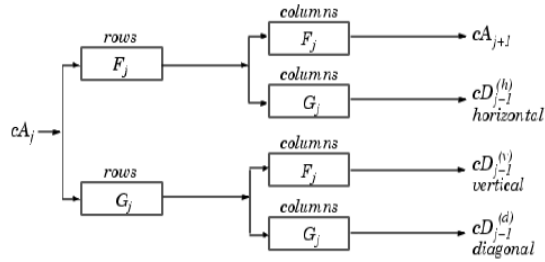 columns
rows
F_j
cA_{j+1}
F_j
columns
G_j
cD_{j-1}^{(h)}
horizontal
cA_j
rows
columns
F_j
cD_{j-1}^{(v)}
vertical
G_j
columns
G_j
cD_{j-1}^{(d)}
diagonal